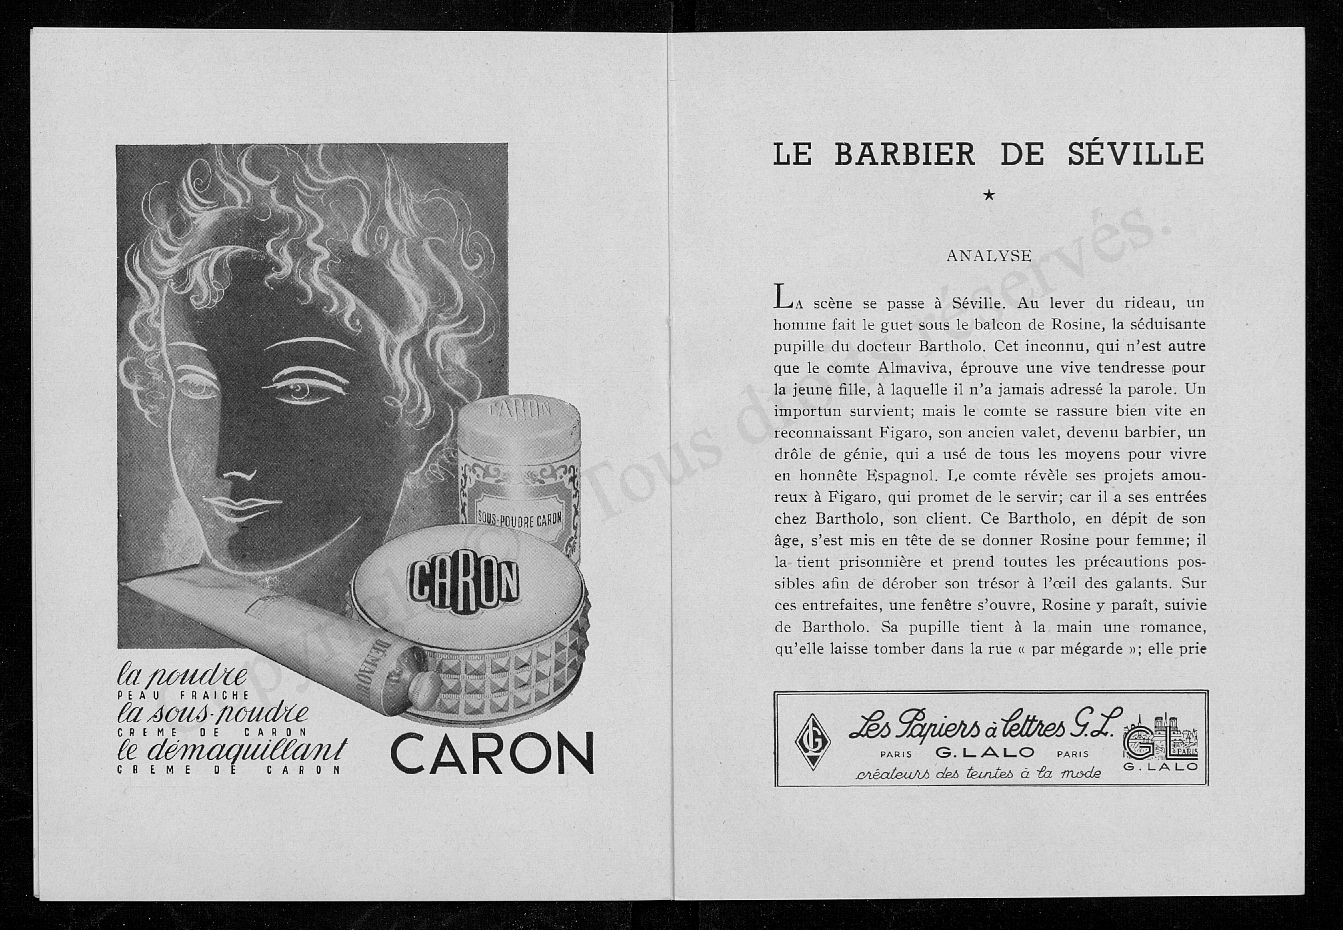 CARON
SOUS-POUDRE CARON
CARON
la poudre
PEAU FRAICHE
la sous-poudre
CREME DE CARON
le démaquillant
CREME DE CARON
CARON
LE BARBIER DE SÉVILLE
★
ANALYSE
LA scène se passe à Séville. Au lever du rideau, un
homme fait le guet sous le balcon de Rosine, la séduisante
pupille du docteur Bartholo. Cet inconnu, qui n'est autre
que le comte Almaviva, éprouve une vive tendresse pour
la jeune fille, à laquelle il n'a jamais adressé la parole. Un
importun survient; mais le comte se rassure bien vite en
reconnaissant Figaro, son ancien valet, devenu barbier, un
drôle de génie, qui a usé de tous les moyens pour vivre
en honnête Espagnol. Le comte révèle ses projets amou-
reux à Figaro, qui promet de le servir; car il a ses entrées
chez Bartholo, son client. Ce Bartholo, en dépit de son
âge, s'est mis en tête de se donner Rosine pour femme; il
la tient prisonnière et prend toutes les précautions pos-
sibles afin de dérober son trésor à l'œil des galants. Sur
ces entrefaites, une fenêtre s'ouvre, Rosine y paraît, suivie
de Bartholo. Sa pupille tient à la main une romance,
qu'elle laisse tomber dans la rue « par mégarde »; elle prie
GL
Les Papiers à lettres G.L.
PARIS G. LALO PARIS
créateurs des teintes à la mode
GL
PARIS
G. LALO
© Tous droits réservés.